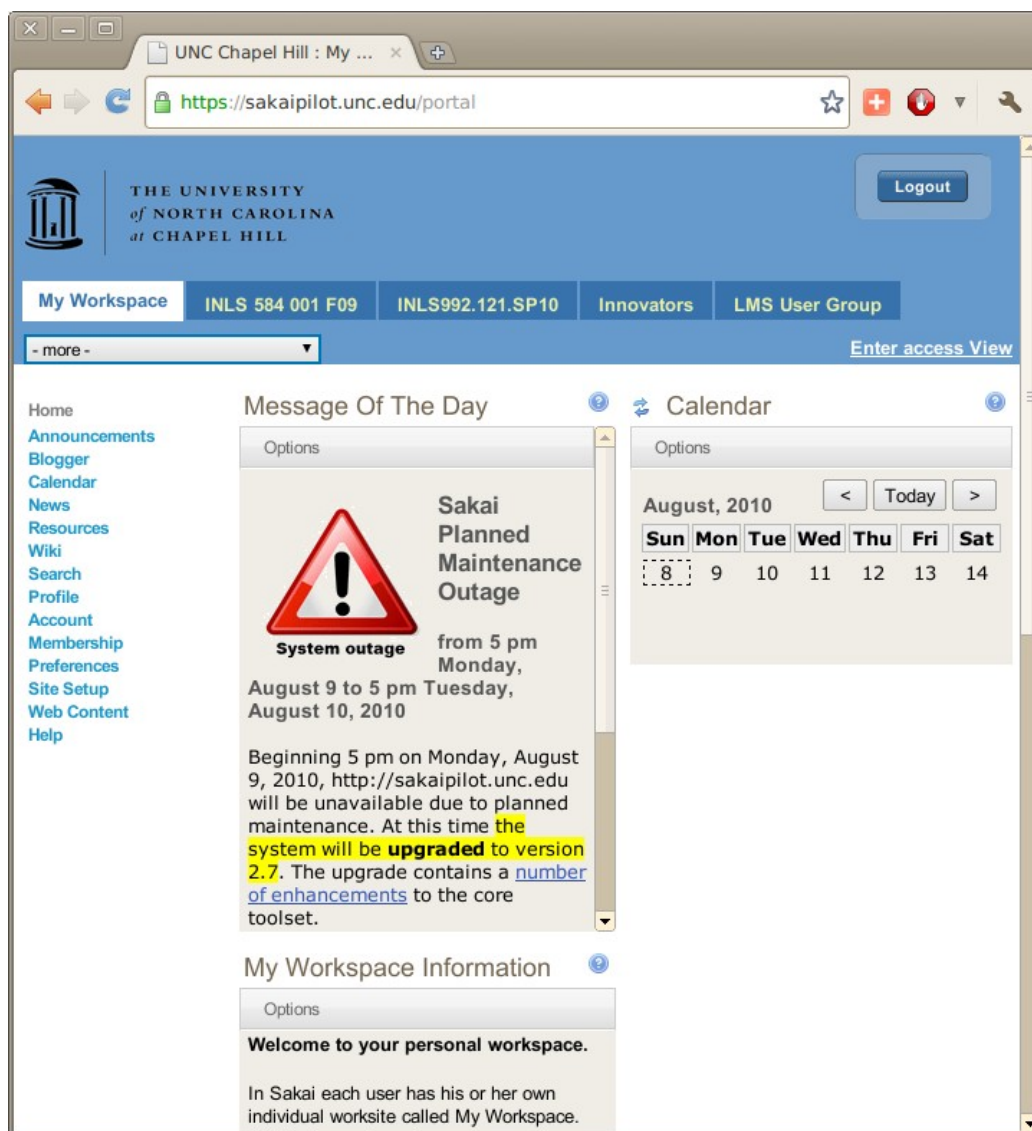 UNC Chapel Hill : My ...
https://sakaipilot.unc.edu/portal
THE UNIVERSITY
of NORTH CAROLINA
at CHAPEL HILL
Logout
My Workspace
INLS 584 001 F09
INLS992.121.SP10
Innovators
LMS User Group
- more -
Enter access View
Home
Announcements
Blogger
Calendar
News
Resources
Wiki
Search
Profile
Account
Membership
Preferences
Site Setup
Web Content
Help
Message Of The Day
Options
System outage
Sakai
Planned
Maintenance
Outage
from 5 pm
Monday,
August 9 to 5 pm Tuesday,
August 10, 2010
Beginning 5 pm on Monday, August
9, 2010, http://sakaipilot.unc.edu
will be unavailable due to planned
maintenance. At this time the
system will be upgraded to version
2.7. The upgrade contains a number
of enhancements to the core
toolset.
My Workspace Information
Options
Welcome to your personal workspace.
In Sakai each user has his or her own
individual worksite called My Workspace.
Calendar
Options
August, 2010
< Today >
Sun Mon Tue Wed Thu Fri Sat
8 9 10 11 12 13 14